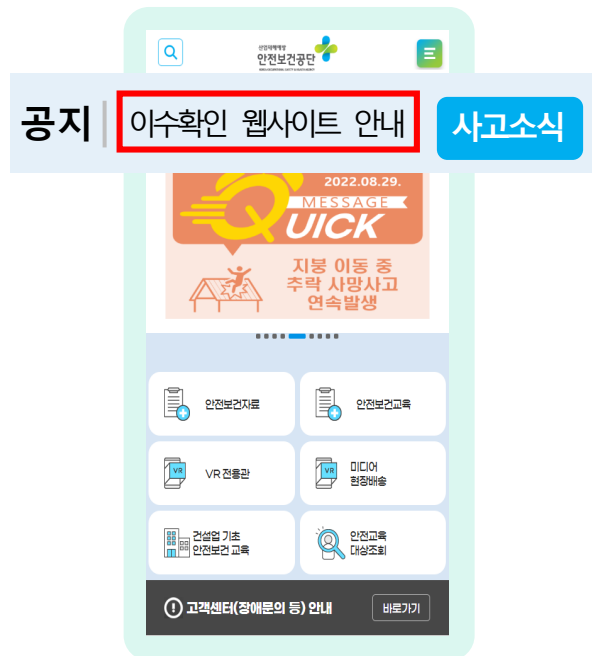 산업재해예방
안전보건공단
공지 이수확인 웹사이트 안내 사고소식
2022.08.29.
MESSAGE
QUICK
지붕 이동 중
추락 사망사고
연속발생
안전보건자료
안전보건교육
VR
VR 전용관
VR
미디어
현장배송
건설업 기초
안전보건 교육
안전교육
대상조회
고객센터(장애문의 등) 안내 바로가기